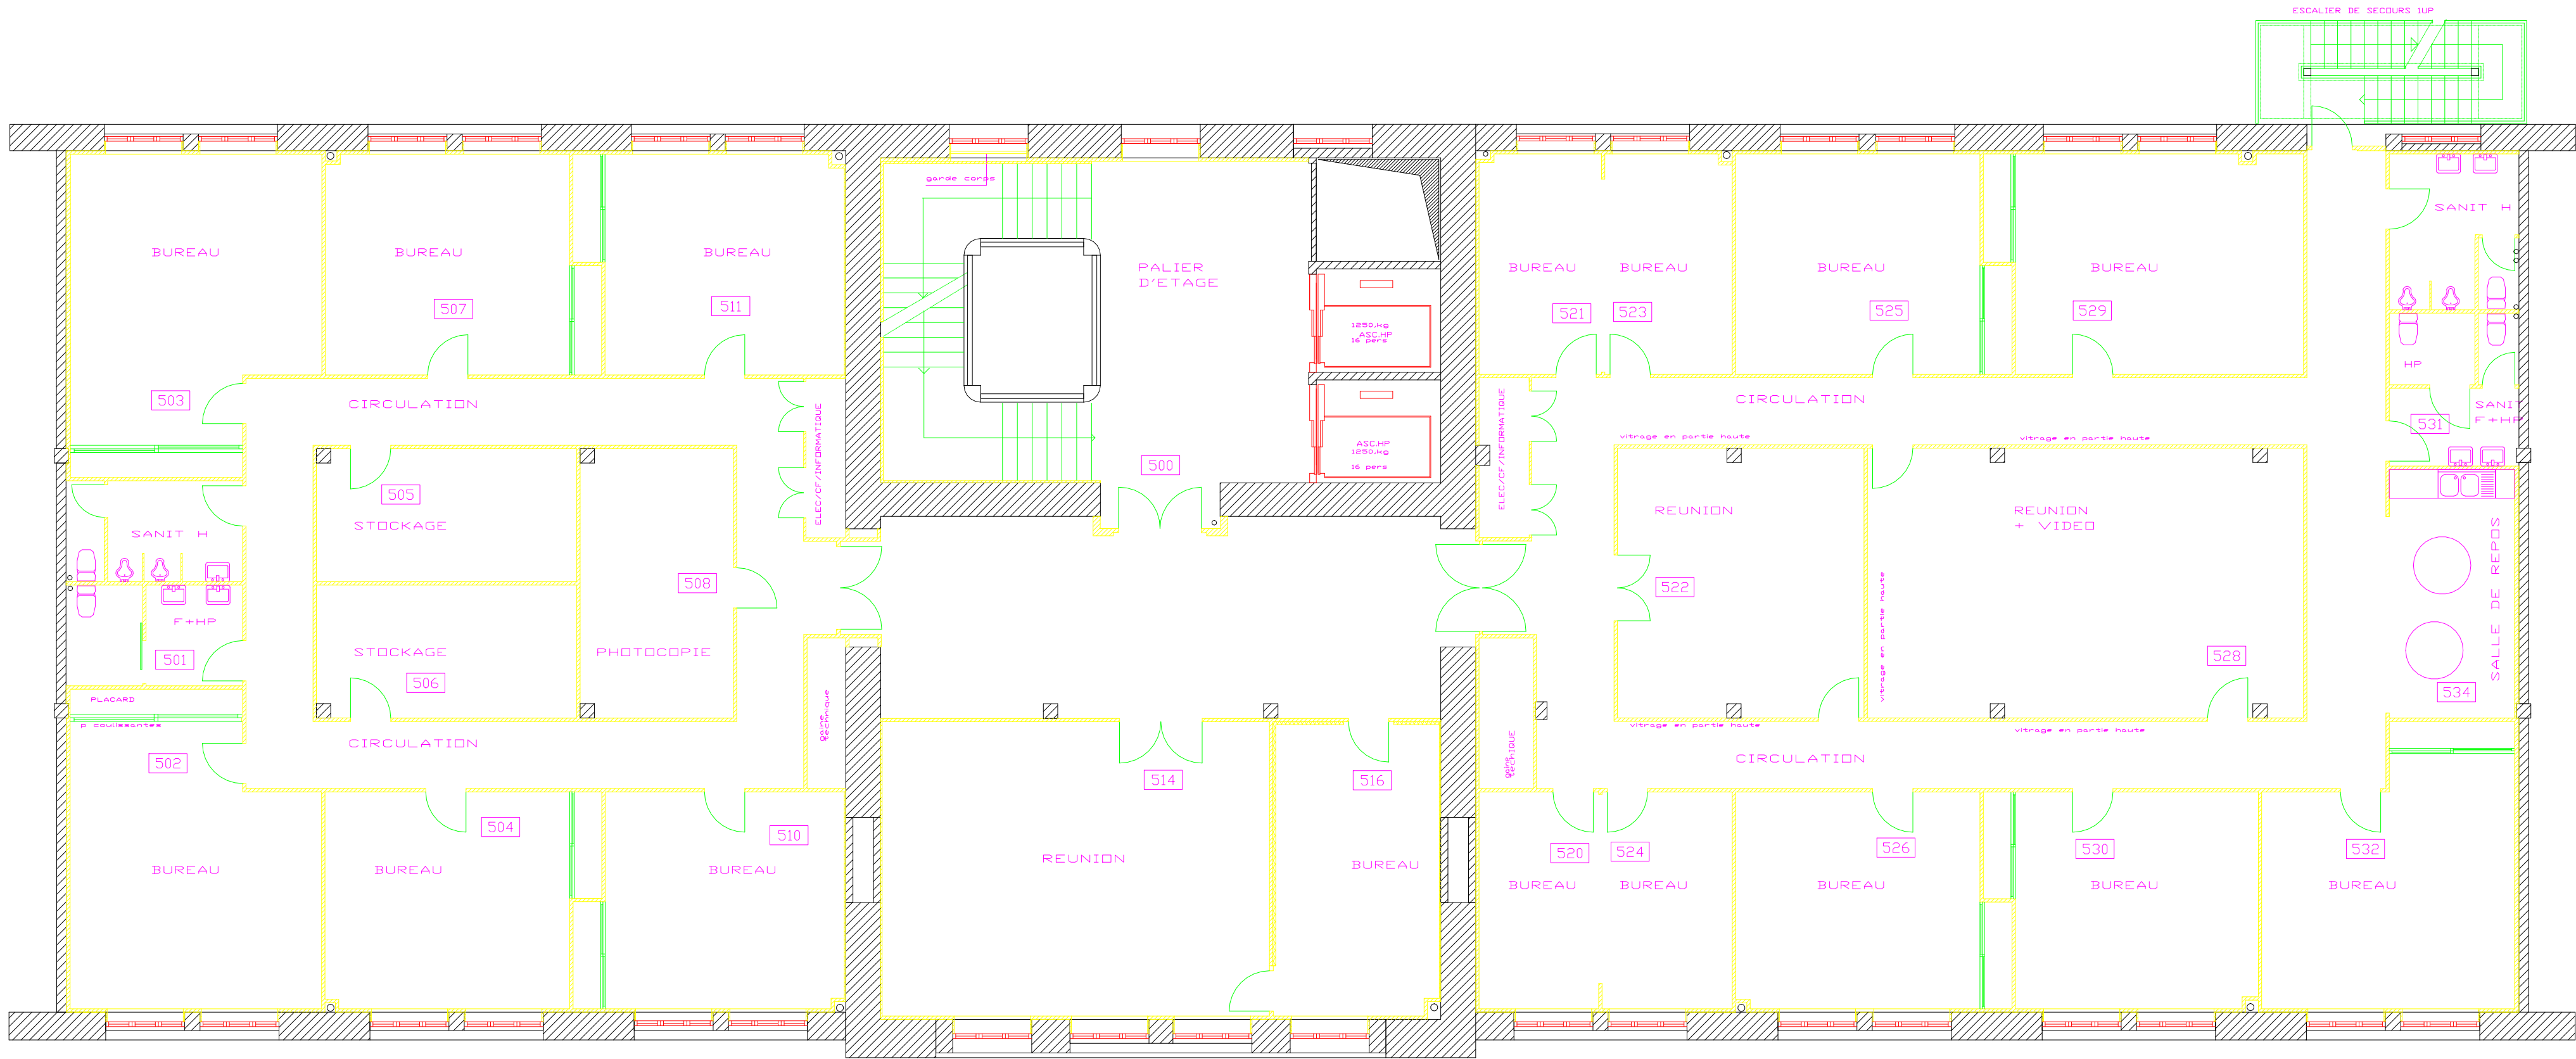 ESCALIER DE SECOURS 1UP
garde corps
SANIT H
BUREAU
BUREAU
BUREAU
PALIER
D'ETAGE
BUREAU
BUREAU
BUREAU
BUREAU
507
511
521
523
525
529
1250,kg
ASC.HP
16 pers
HP
503
CIRCULATION
ELEC/CF/INFORMATIQUE
ELEC/CF/INFORMATIQUE
CIRCULATION
SANIT
F+HP
531
vitrage en partie haute
vitrage en partie haute
ASC.HP
1250,kg
16 pers
500
505
STOCKAGE
SANIT H
REUNION
REUNION
+ VIDEO
SALLE DE REPOS
508
522
vitrage en partie haute
F+HP
501
STOCKAGE
PHOTOCOPIE
506
528
534
PLACARD
p coulissantes
gaine
technique
vitrage en partie haute
vitrage en partie haute
CIRCULATION
gaine
technique
CIRCULATION
502
514
516
504
510
520
524
526
530
532
REUNION
BUREAU
BUREAU
BUREAU
BUREAU
BUREAU
BUREAU
BUREAU
BUREAU
BUREAU